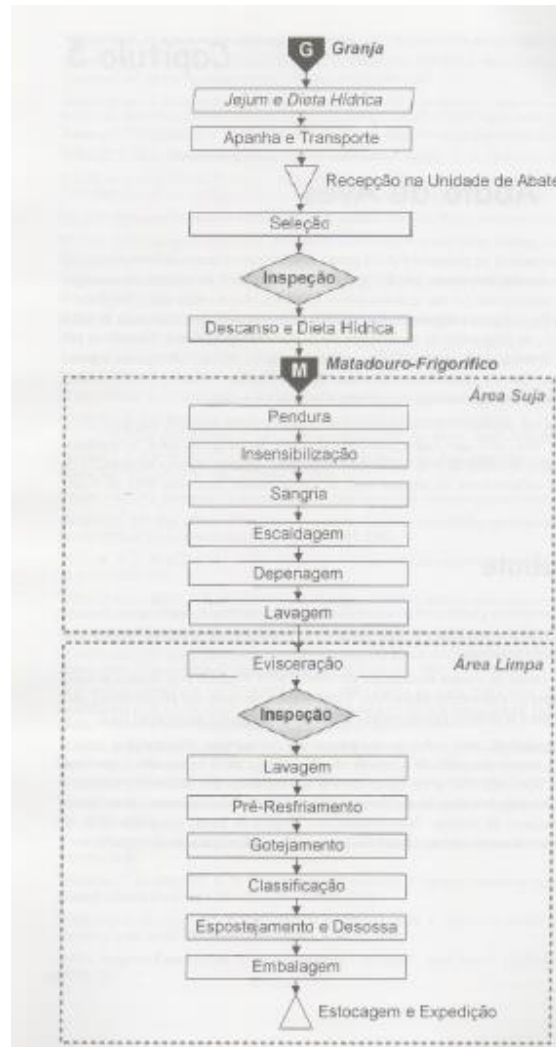 G Granja
Jejum e Dieta Hídrica
Apanha e Transporte
Recepção na Unidade de Abate
Seleção
Inspeção
Descanso e Dieta Hídrica
M Matadouro-Frigorífico
Área Suja
Pendura
Insensibilização
Sangria
Escaldagem
Depenagem
Lavagem
Evisceração
Área Limpa
Inspeção
Lavagem
Pré-Resfriamento
Gotejamento
Classificação
Espostejamento e Desossa
Embalagem
Estocagem e Expedição